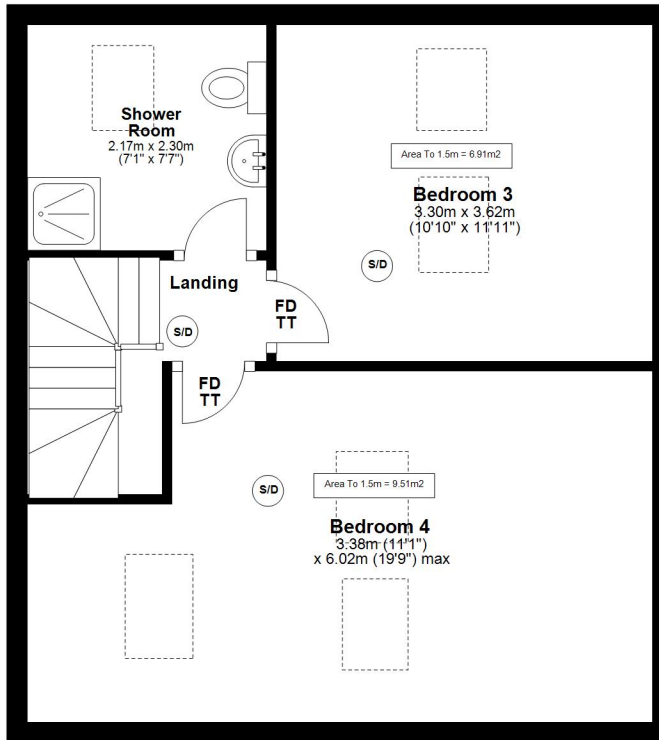 Shower
Room
2.17m x 2.30m
(7'1" x 7'7")
Area To 1.5m = 6.91m2
Bedroom 3
3.30m x 3.62m
(10'10" x 11'11")
S/D
Landing
S/D
FD
TT
FD
TT
S/D
Area To 1.5m = 9.51m2
Bedroom 4
3.38m (11'1")
x 6.02m (19'9") max